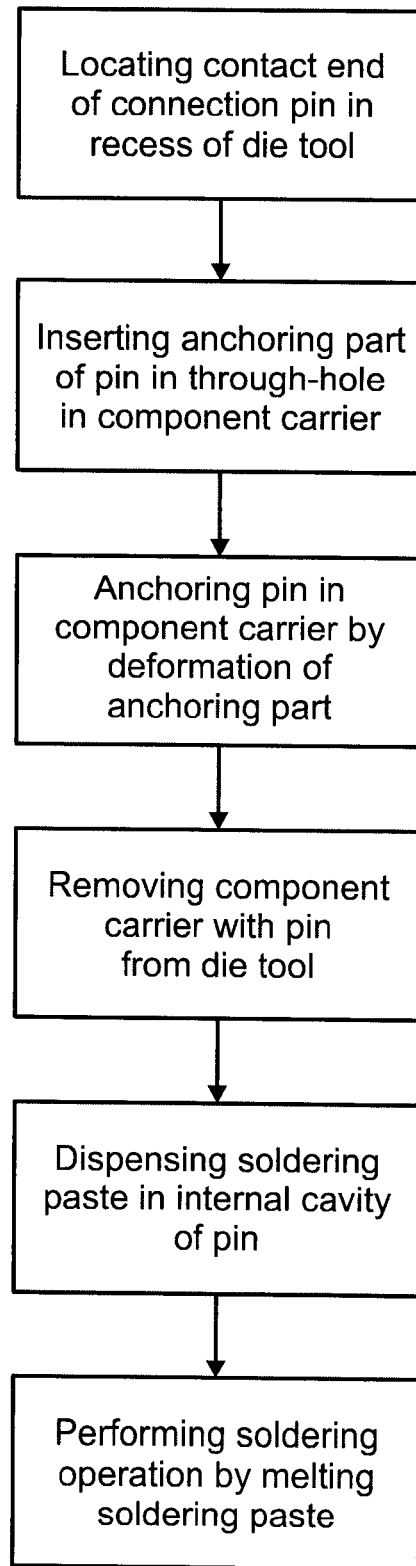 Locating contact end
of connection pin in
recess of die tool
Inserting anchoring part
of pin in through-hole
in component carrier
Anchoring pin in
component carrier by
deformation of
anchoring part
Removing component
carrier with pin
from die tool
Dispensing soldering
paste in internal cavity
of pin
Performing soldering
operation by melting
soldering paste